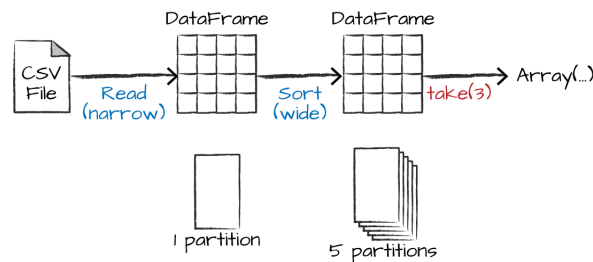 DataFrame
DataFrame
CSV
File
Read
(narrow)
Sort
(wide)
take(3)
Array(...)
1 partition
5 partitions